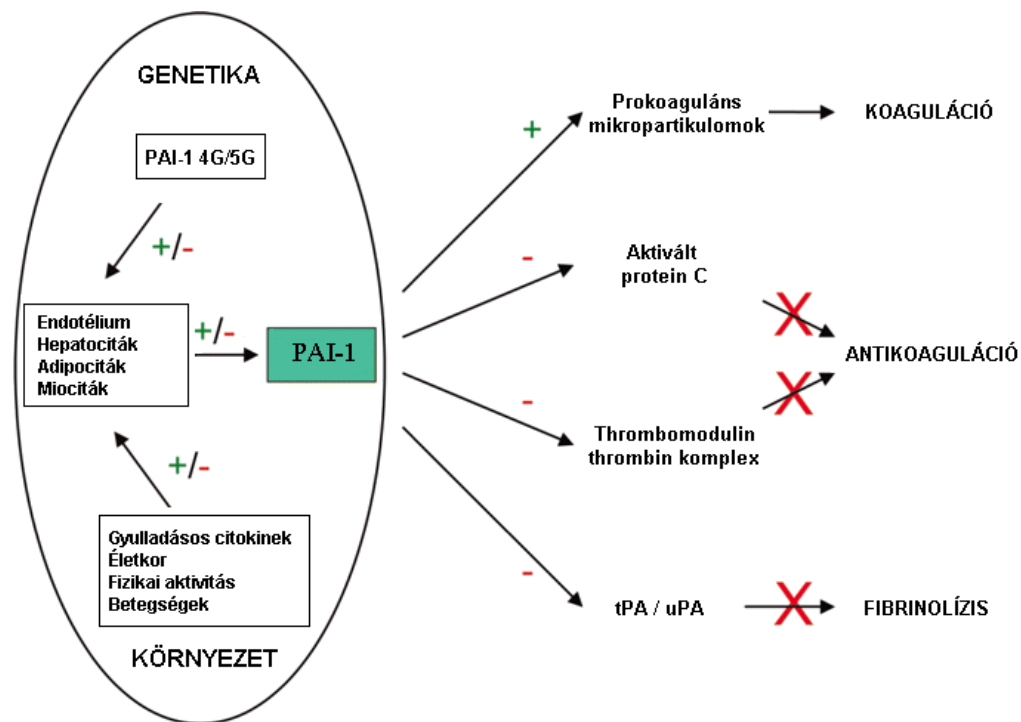 GENETIKA
PAI-1 4G/5G
+/-
Endotélium
Hepatociták
Adipociták
Miociták
+/-
PAI-1
+/-
Gyulladásos citokinek
Életkor
Fizikai aktivitás
Betegségek
KÖRNYEZET
+
Prokoaguláns
mikropartikulomok
KOAGULÁCIÓ
-
Aktivált
protein C
X
ANTIKOAGULÁCIÓ
X
-
Thrombomodulin
thrombin komplex
-
tPA / uPA
X
FIBRINOLÍZIS